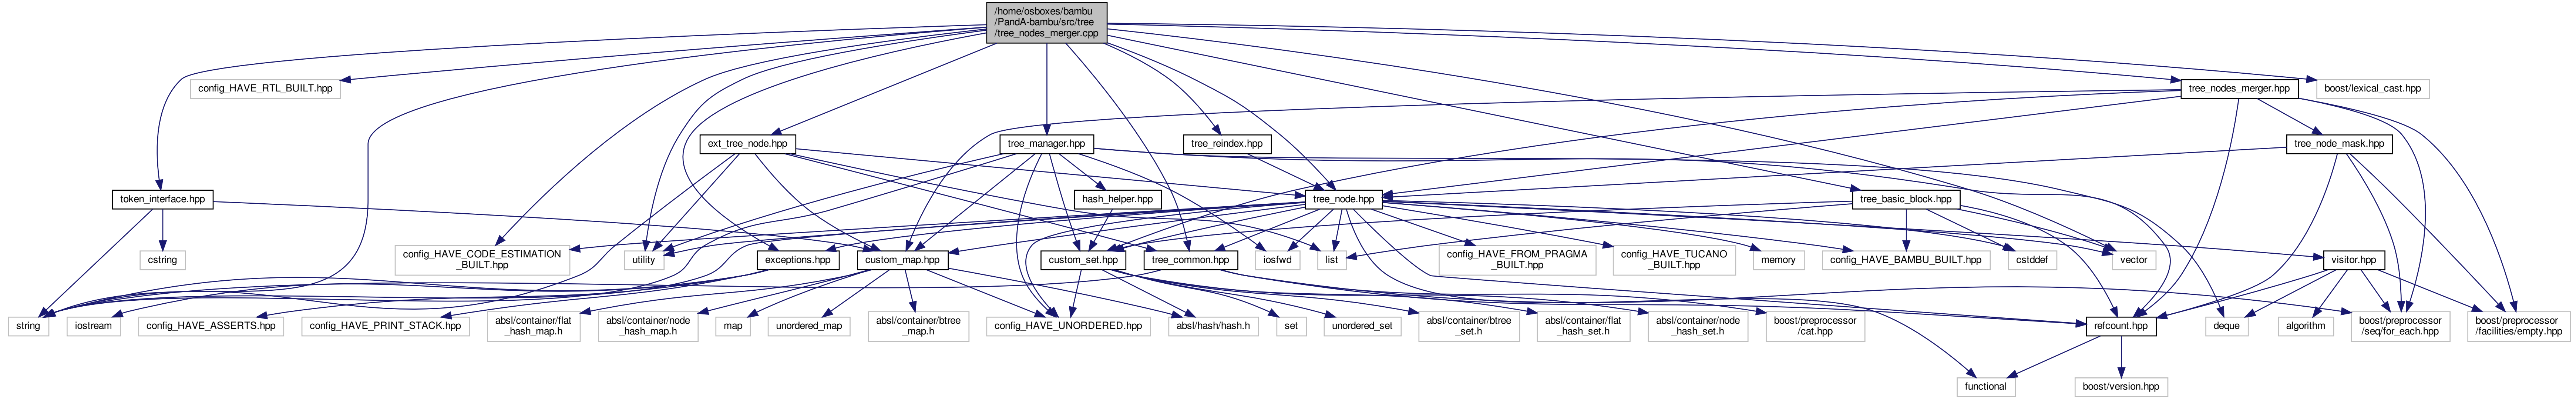 /home/osboxes/bambu
/PandA-bambu/src/tree
/tree_nodes_merger.cpp
config_HAVE_RTL_BUILT.hpp
tree_nodes_merger.hpp
boost/lexical_cast.hpp
ext_tree_node.hpp
tree_manager.hpp
tree_reindex.hpp
tree_node_mask.hpp
token_interface.hpp
hash_helper.hpp
tree_node.hpp
tree_basic_block.hpp
cstring
config_HAVE_CODE_ESTIMATION
_BUILT.hpp
utility
exceptions.hpp
custom_map.hpp
custom_set.hpp
tree_common.hpp
iosfwd
list
config_HAVE_FROM_PRAGMA
_BUILT.hpp
config_HAVE_TUCANO
_BUILT.hpp
memory
config_HAVE_BAMBU_BUILT.hpp
cstddef
vector
visitor.hpp
string
iostream
config_HAVE_ASSERTS.hpp
config_HAVE_PRINT_STACK.hpp
absl/container/flat
_hash_map.h
absl/container/node
_hash_map.h
map
unordered_map
absl/container/btree
_map.h
config_HAVE_UNORDERED.hpp
absl/hash/hash.h
set
unordered_set
absl/container/btree
_set.h
absl/container/flat
_hash_set.h
absl/container/node
_hash_set.h
boost/preprocessor
/cat.hpp
refcount.hpp
deque
algorithm
boost/preprocessor
/seq/for_each.hpp
boost/preprocessor
/facilities/empty.hpp
functional
boost/version.hpp